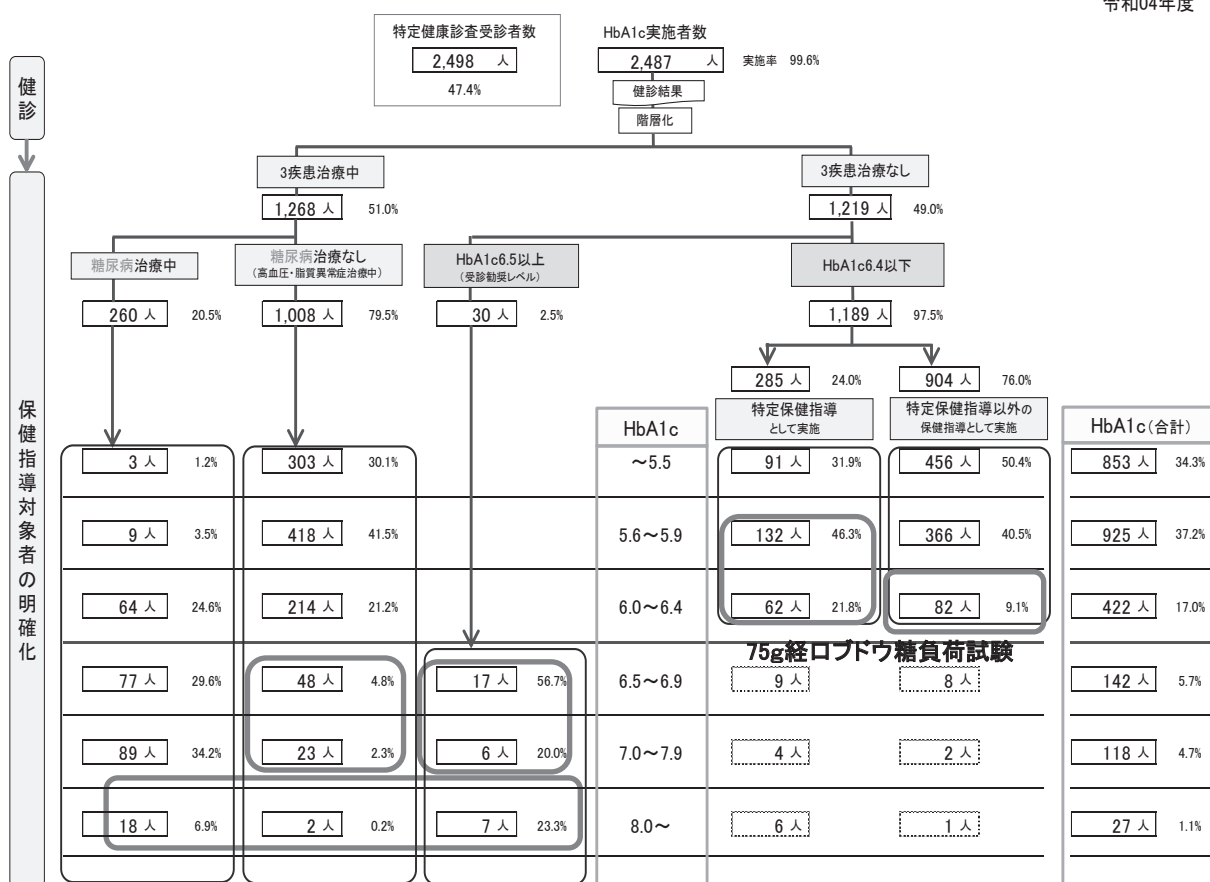 令和04年度
特定健康診査受診者数
HbA1c実施者数
2,498 人
2,487 人 実施率 99.6%
47.4%
健診結果
階層化
健診
3疾患治療中
3疾患治療なし
1,268 人 51.0%
1,219 人 49.0%
糖尿病治療中
糖尿病治療なし
(高血圧・脂質異常症治療中)
HbA1c6.5以上
(受診勧奨レベル)
HbA1c6.4以下
260 人 20.5%
1,008 人 79.5%
30 人 2.5%
1,189 人 97.5%
285 人 24.0%
904 人 76.0%
保健指導対象者の明確化
HbA1c
特定保健指導
として実施
特定保健指導以外の
保健指導として実施
HbA1c(合計)
3 人 1.2% 303 人 30.1% ~5.5 91 人 31.9% 456 人 50.4% 853 人 34.3%
9 人 3.5% 418 人 41.5% 5.6~5.9 132 人 46.3% 366 人 40.5% 925 人 37.2%
64 人 24.6% 214 人 21.2% 6.0~6.4 62 人 21.8% 82 人 9.1% 422 人 17.0%
75g経口ブドウ糖負荷試験
77 人 29.6% 48 人 4.8% 17 人 56.7% 6.5~6.9 9 人 8 人 142 人 5.7%
89 人 34.2% 23 人 2.3% 6 人 20.0% 7.0~7.9 4 人 2 人 118 人 4.7%
18 人 6.9% 2 人 0.2% 7 人 23.3% 8.0~ 6 人 1 人 27 人 1.1%